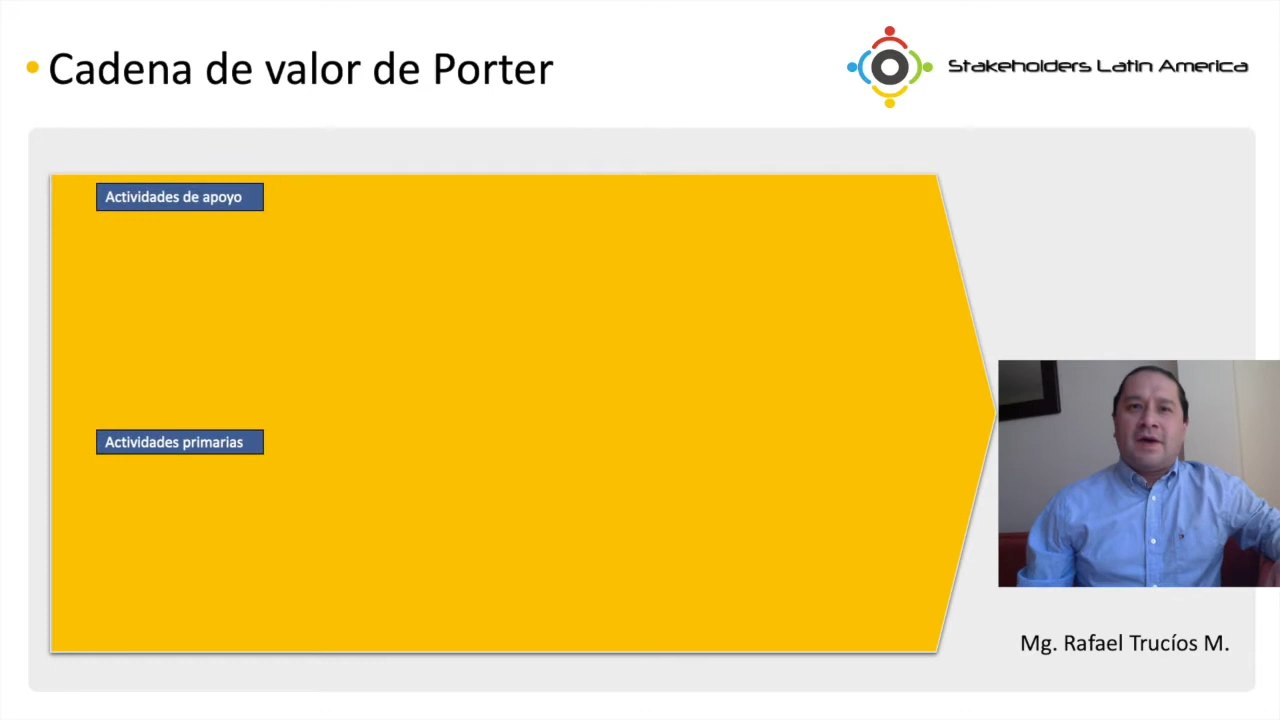 • Cadena de valor de Porter
Stakeholders Latin America
Actividades de apoyo
Actividades primarias
Mg. Rafael Trucíos M.